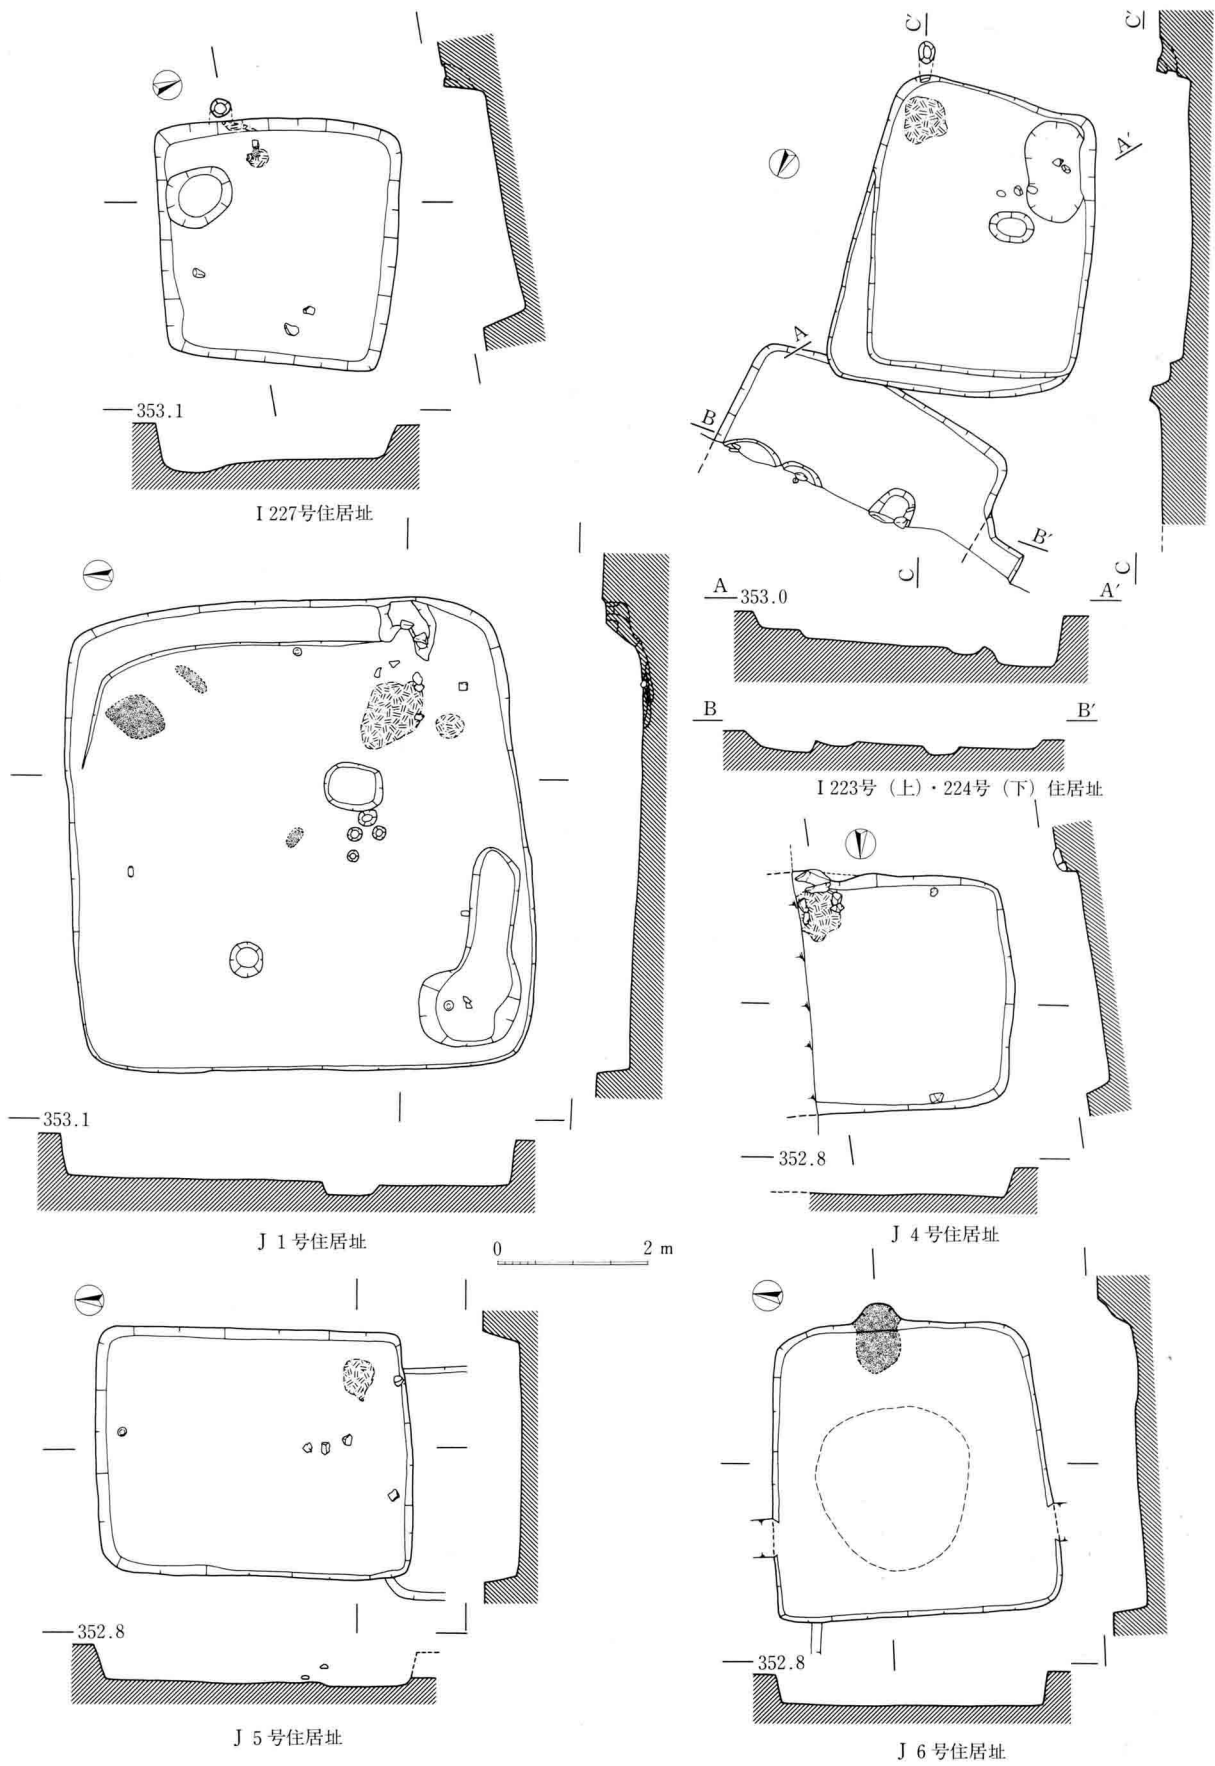 353.1
I 227号住居址
C′
C′
A′
A
B
B′
C
C
A 353.0 A′
B B′
I 223号（上）・224号（下）住居址
353.1
J 1号住居址
352.8
J 4号住居址
0 2 m
352.8
J 5号住居址
352.8
J 6号住居址